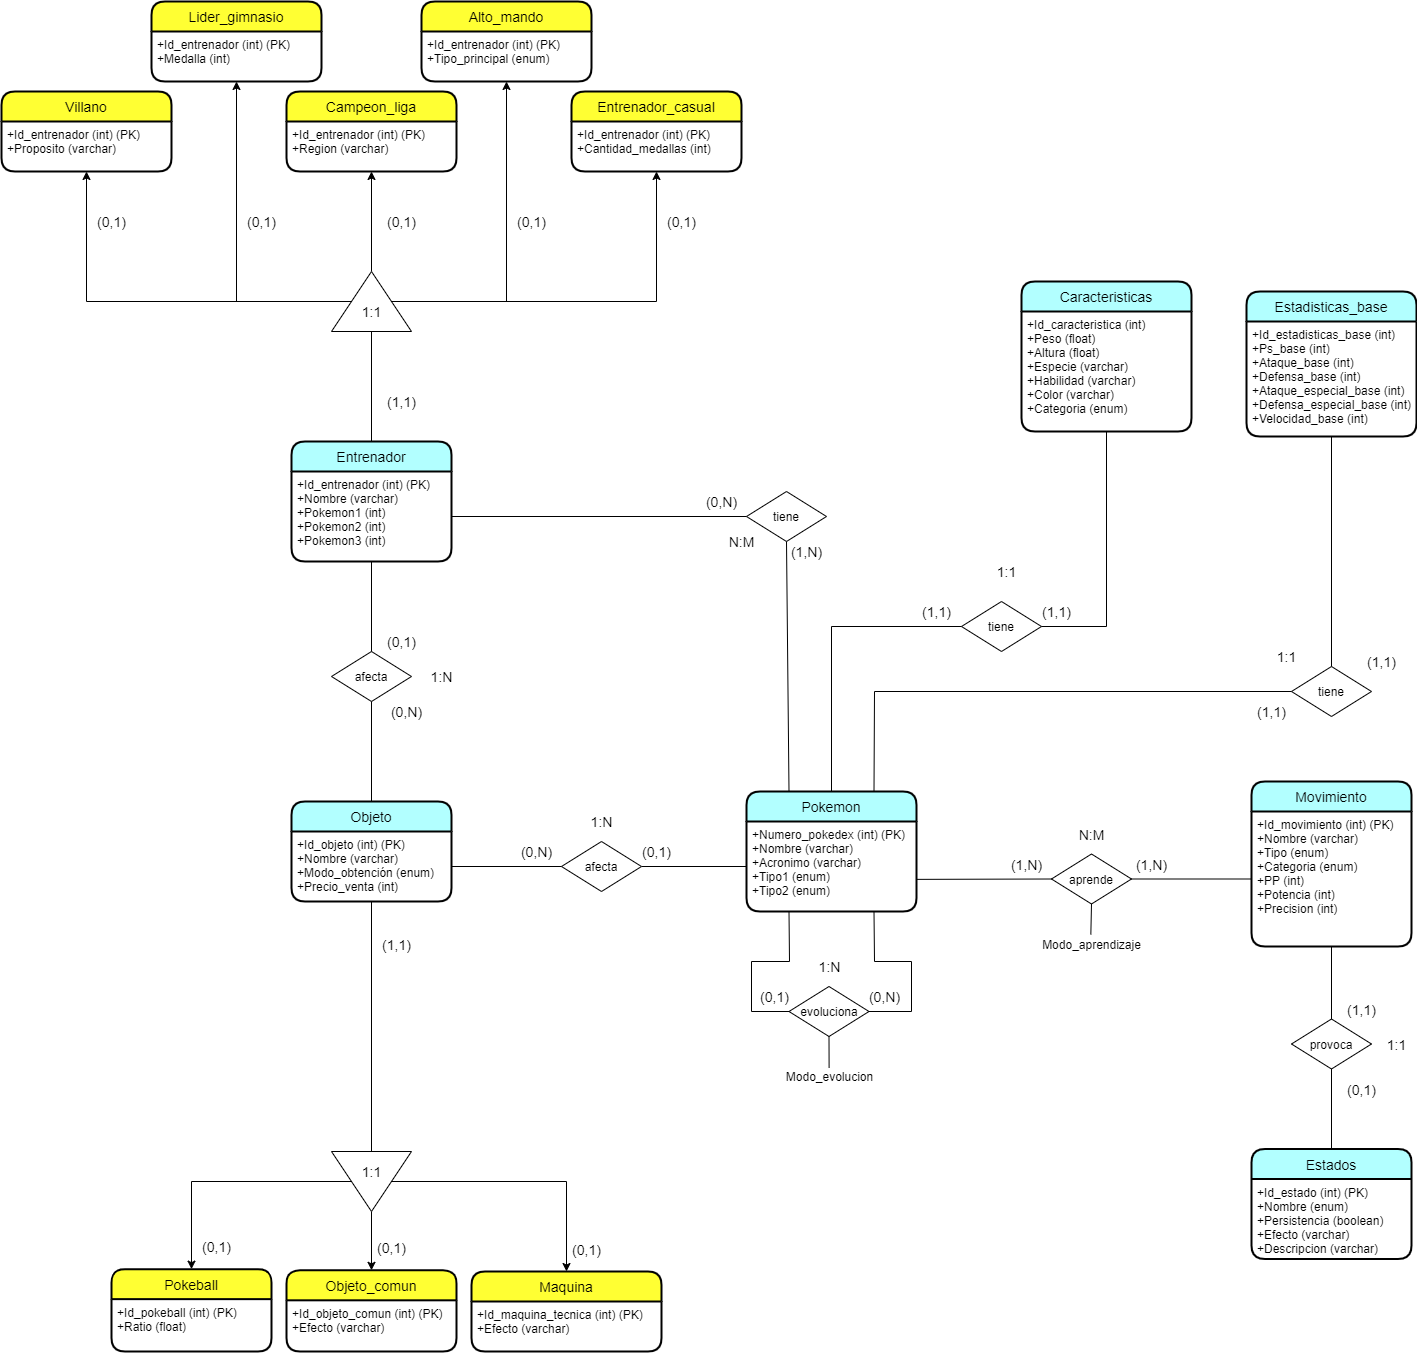 Lider_gimnasio
+Id_entrenador (int) (PK)
+Medalla (int)
Alto_mando
+Id_entrenador (int) (PK)
+Tipo_principal (enum)
Villano
+Id_entrenador (int) (PK)
+Proposito (varchar)
Campeon_liga
+Id_entrenador (int) (PK)
+Region (varchar)
Entrenador_casual
+Id_entrenador (int) (PK)
+Cantidad_medallas (int)
(0,1)
(0,1)
(0,1)
(0,1)
(0,1)
1:1
(1,1)
Caracteristicas
+Id_caracteristica (int)
+Peso (float)
+Altura (float)
+Especie (varchar)
+Habilidad (varchar)
+Color (varchar)
+Categoria (enum)
Estadisticas_base
+Id_estadisticas_base (int)
+Ps_base (int)
+Ataque_base (int)
+Defensa_base (int)
+Ataque_especial_base (int)
+Defensa_especial_base (int)
+Velocidad_base (int)
Entrenador
+Id_entrenador (int) (PK)
+Nombre (varchar)
+Pokemon1 (int)
+Pokemon2 (int)
+Pokemon3 (int)
(0,N)
tiene
N:M
(1,N)
1:1
(1,1)
tiene
(1,1)
1:1
(1,1)
tiene
(1,1)
(0,1)
afecta
1:N
(0,N)
Objeto
+Id_objeto (int) (PK)
+Nombre (varchar)
+Modo_obtención (enum)
+Precio_venta (int)
1:N
(0,N)
afecta
(0,1)
Pokemon
+Numero_pokedex (int) (PK)
+Nombre (varchar)
+Acronimo (varchar)
+Tipo1 (enum)
+Tipo2 (enum)
N:M
(1,N)
aprende
(1,N)
Modo_aprendizaje
Movimiento
+Id_movimiento (int) (PK)
+Nombre (varchar)
+Tipo (enum)
+Categoria (enum)
+PP (int)
+Potencia (int)
+Precision (int)
(1,1)
1:N
(0,1)
evoluciona
(0,N)
Modo_evolucion
(1,1)
provoca
1:1
(0,1)
Estados
+Id_estado (int) (PK)
+Nombre (enum)
+Persistencia (boolean)
+Efecto (varchar)
+Descripcion (varchar)
1:1
(0,1)
(0,1)
(0,1)
Pokeball
+Id_pokeball (int) (PK)
+Ratio (float)
Objeto_comun
+Id_objeto_comun (int) (PK)
+Efecto (varchar)
Maquina
+Id_maquina_tecnica (int) (PK)
+Efecto (varchar)